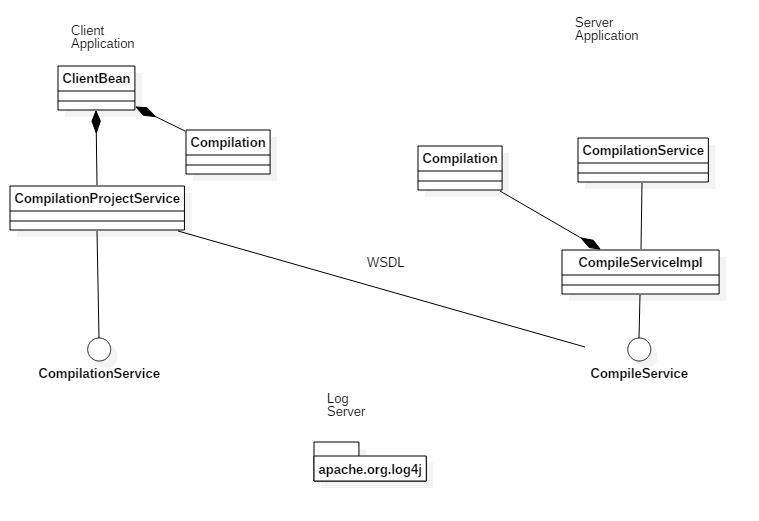 Client
Application
Server
Application
ClientBean
Compilation
Compilation
CompilationService
CompilationProjectService
WSDL
CompileServiceImpl
CompilationService
CompileService
Log
Server
apache.org.log4j